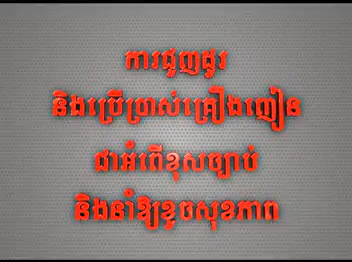 ការជួញដូរ
និងប្រើប្រាស់គ្រឿងញៀន
ជាអំពើខុសច្បាប់
និងនាំឱ្យខូចសុខភាព